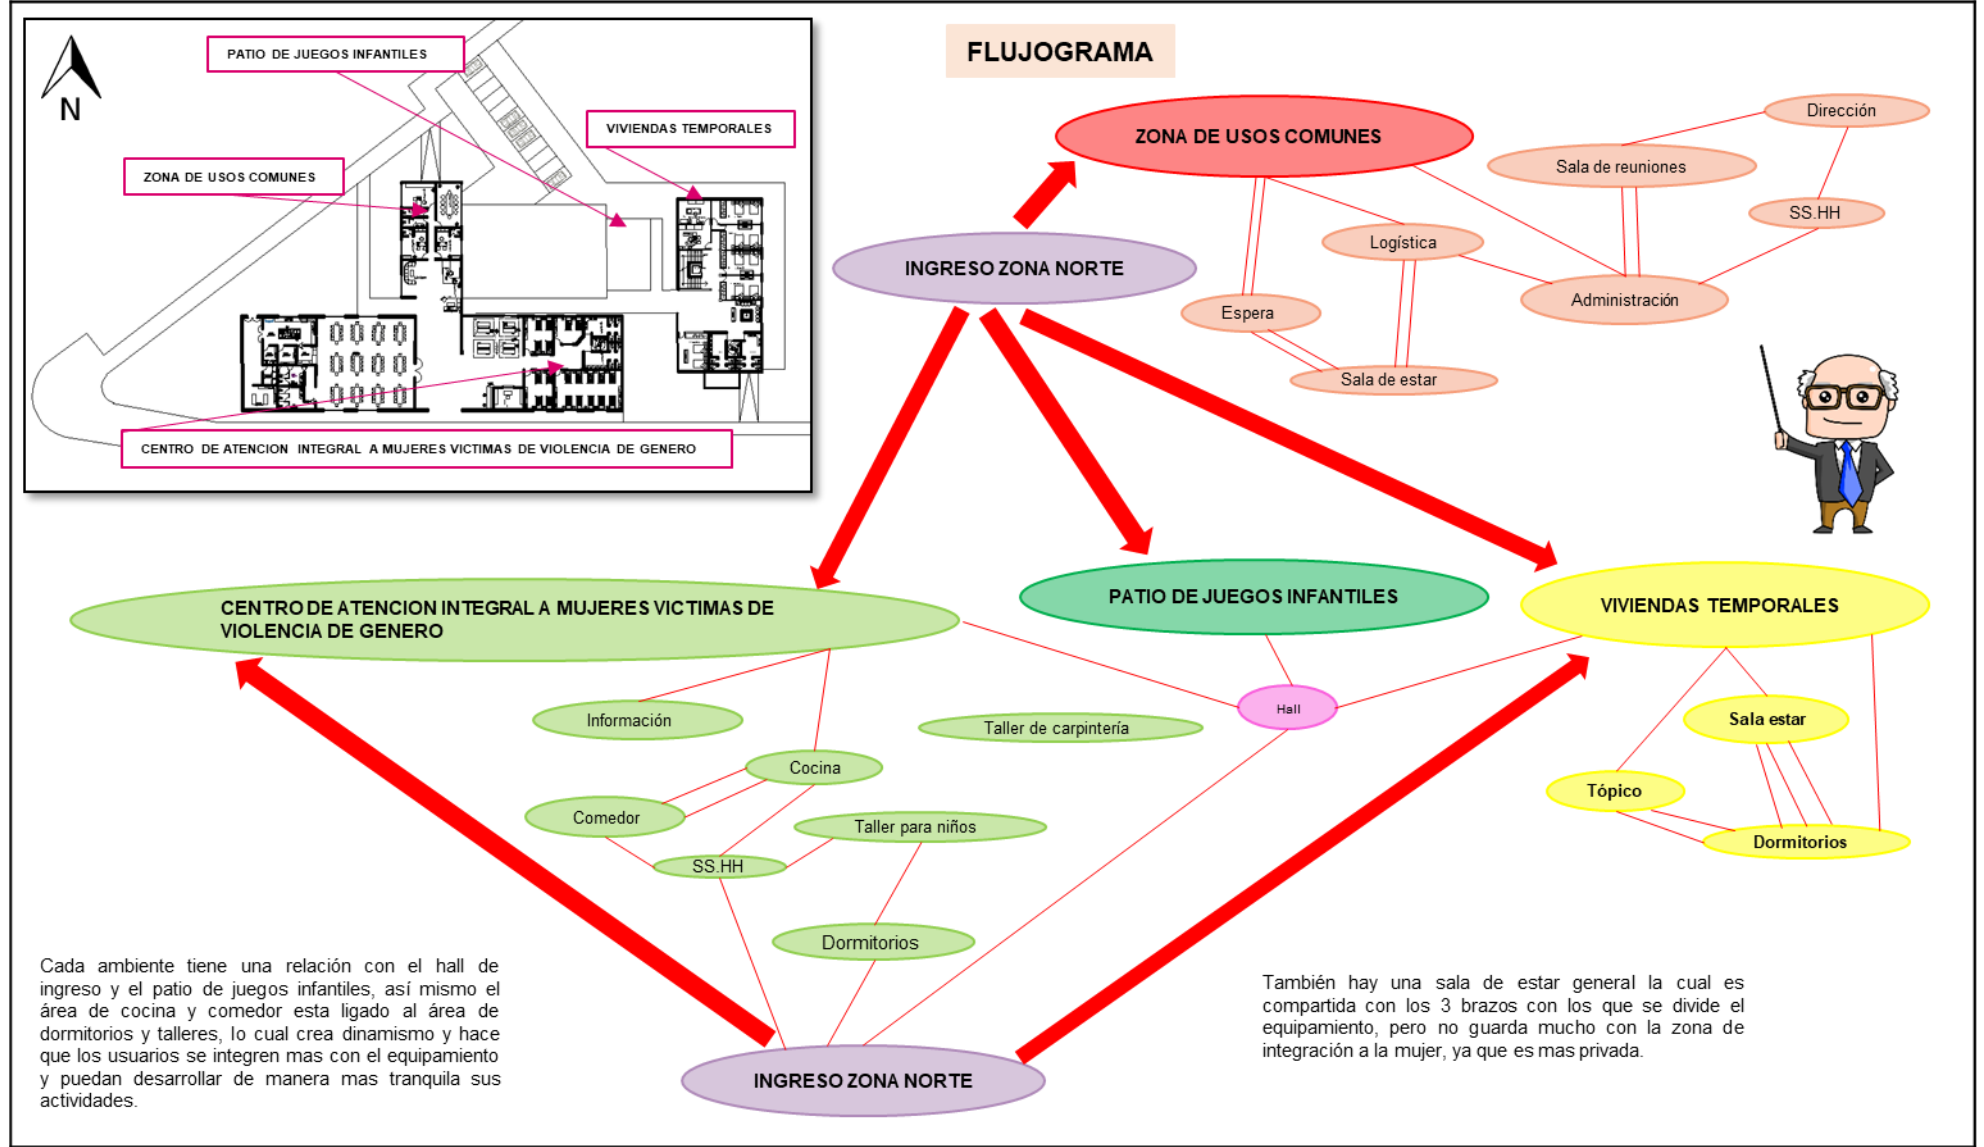 PATIO DE JUEGOS INFANTILES
N
VIVIENDAS TEMPORALES
ZONA DE USOS COMUNES
CENTRO DE ATENCION INTEGRAL A MUJERES VICTIMAS DE VIOLENCIA DE GENERO
FLUJOGRAMA
ZONA DE USOS COMUNES
Dirección
Sala de reuniones
SS.HH
Logística
INGRESO ZONA NORTE
Administración
Espera
Sala de estar
CENTRO DE ATENCION INTEGRAL A MUJERES VICTIMAS DE
VIOLENCIA DE GENERO
PATIO DE JUEGOS INFANTILES
VIVIENDAS TEMPORALES
Información
Taller de carpintería
Hall
Sala estar
Cocina
Tópico
Comedor
Taller para niños
Dormitorios
SS.HH
Dormitorios
Cada ambiente tiene una relación con el hall de
ingreso y el patio de juegos infantiles, así mismo el
área de cocina y comedor esta ligado al área de
dormitorios y talleres, lo cual crea dinamismo y hace
que los usuarios se integren mas con el equipamiento
y puedan desarrollar de manera mas tranquila sus
actividades.
También hay una sala de estar general la cual es
compartida con los 3 brazos con los que se divide el
equipamiento, pero no guarda mucho con la zona de
integración a la mujer, ya que es mas privada.
INGRESO ZONA NORTE